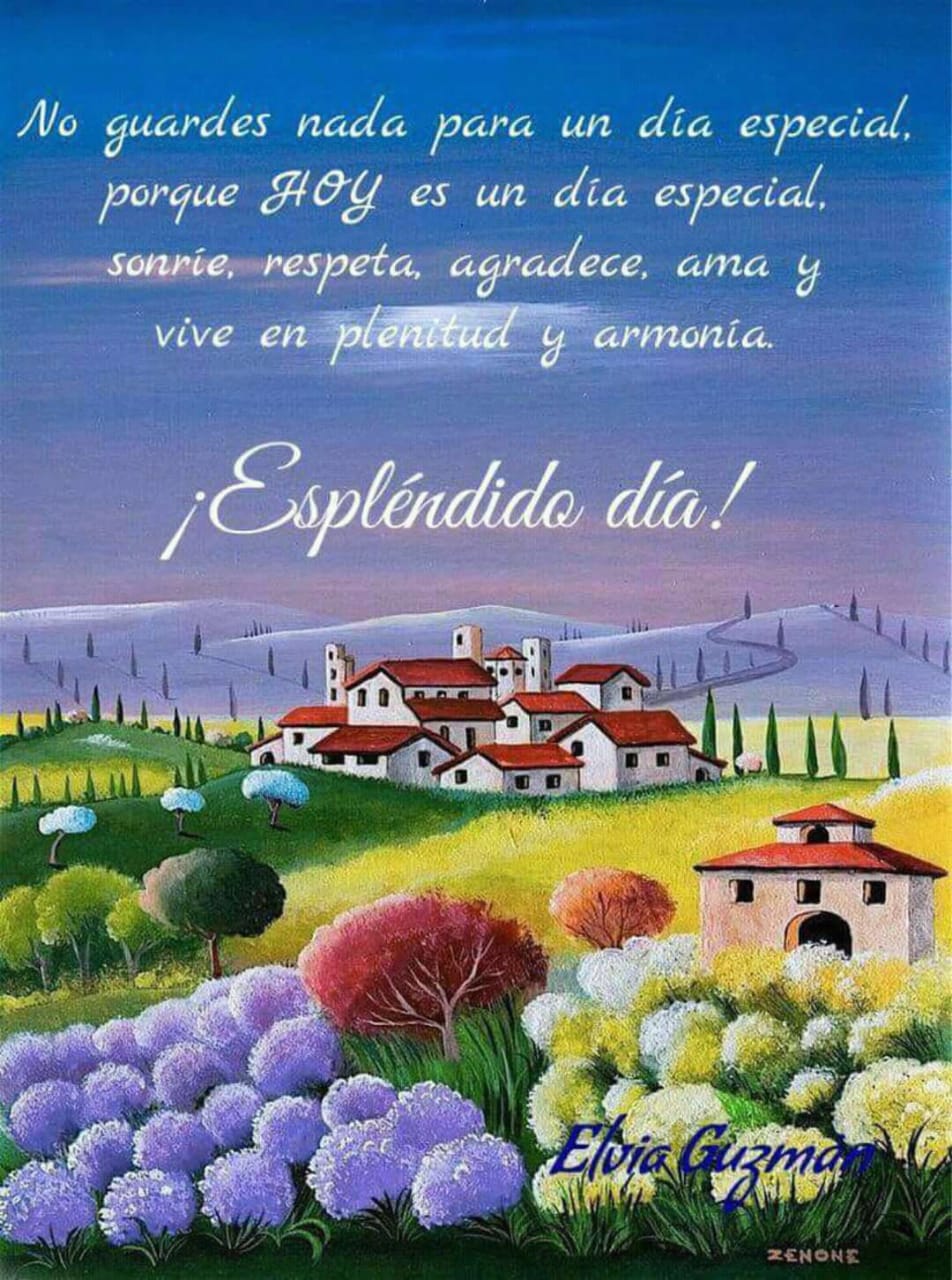 No guardes nada para un día especial,
porque HOY es un día especial,
sonríe, respeta, agradece, ama y
vive en plenitud y armonía.
¡Espléndido día!
Elvia Guzmán
ZENONE